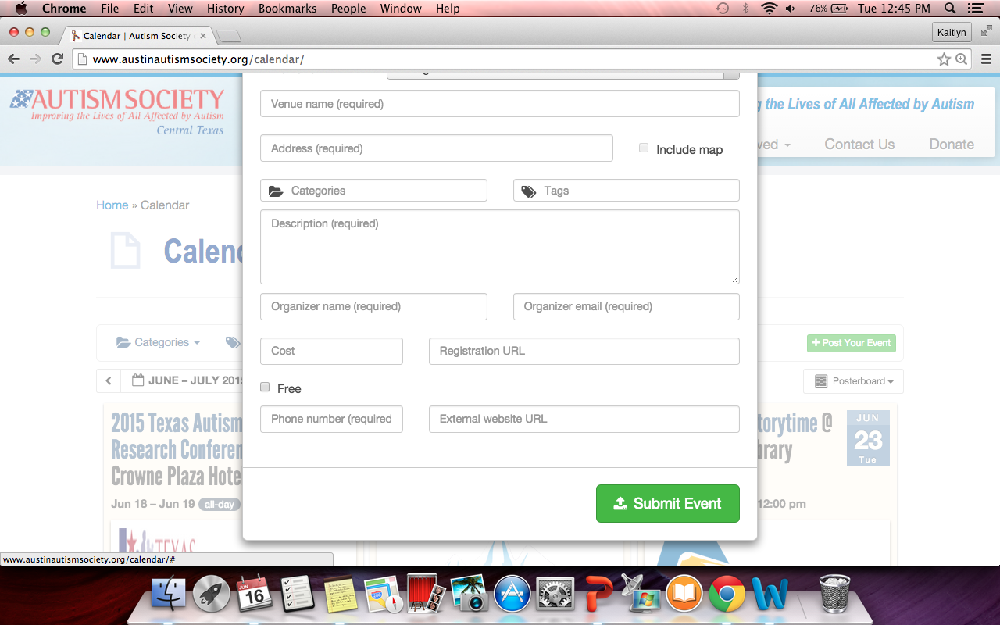 Chrome File Edit View History Bookmarks People Window Help 76% Tue 12:45 PM
Calendar | Autism Society
Kaitlyn
www.austinautismsociety.org/calendar/
AUTISM SOCIETY
Improving the Lives of All Affected by Autism
Central Texas
the Lives of All Affected by Autism
Contact Us Donate
Venue name (required)
Address (required)
Include map
Categories
Tags
Home » Calendar
Description (required)
Calend
Organizer name (required)
Organizer email (required)
Categories
Cost
Registration URL
+ Post Your Event
JUNE – JULY 2015
Free
Posterboard
Phone number (required
External website URL
2015 Texas Autism
Research Conferen
Crowne Plaza Hote
Jun 18 – Jun 19 all-day
torytime @
brary
JUN
23
Tue
12:00 pm
Submit Event
TEXAS
www.austinautismsociety.org/calendar/#
JUN
16